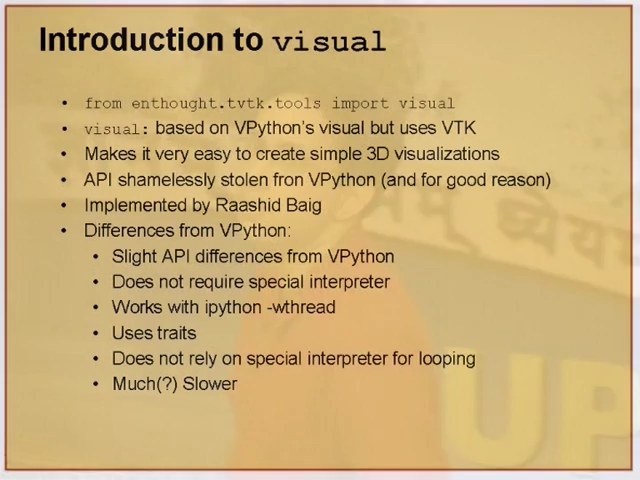 Introduction to visual
• from enthought.tvtk.tools import visual
• visual: based on VPython's visual but uses VTK
• Makes it very easy to create simple 3D visualizations
• API shamelessly stolen fron VPython (and for good reason)
• Implemented by Raashid Baig
• Differences from VPython:
• Slight API differences from VPython
• Does not require special interpreter
• Works with ipython -wthread
• Uses traits
• Does not rely on special interpreter for looping
• Much(?) Slower
UP